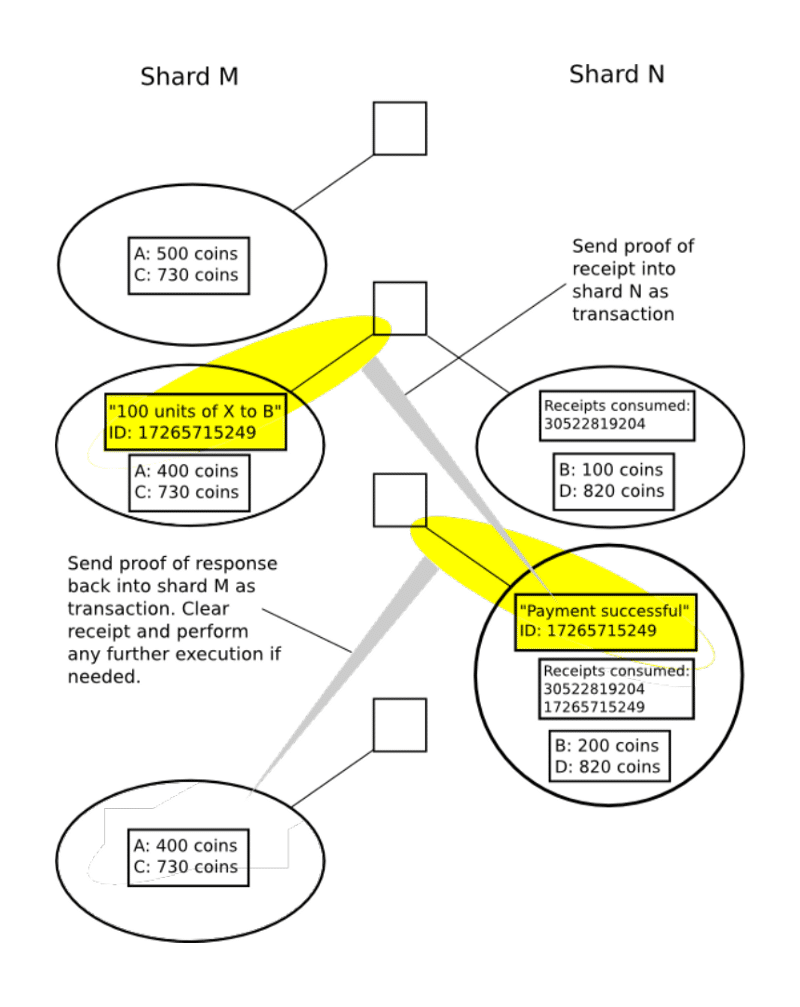 Shard M
Shard N
A: 500 coins
C: 730 coins
Send proof of
receipt into
shard N as
transaction
"100 units of X to B"
ID: 17265715249
A: 400 coins
C: 730 coins
Receipts consumed:
30522819204
B: 100 coins
D: 820 coins
Send proof of response
back into shard M as
transaction. Clear
receipt and perform
any further execution if
needed.
"Payment successful"
ID: 17265715249
Receipts consumed:
30522819204
17265715249
B: 200 coins
D: 820 coins
A: 400 coins
C: 730 coins